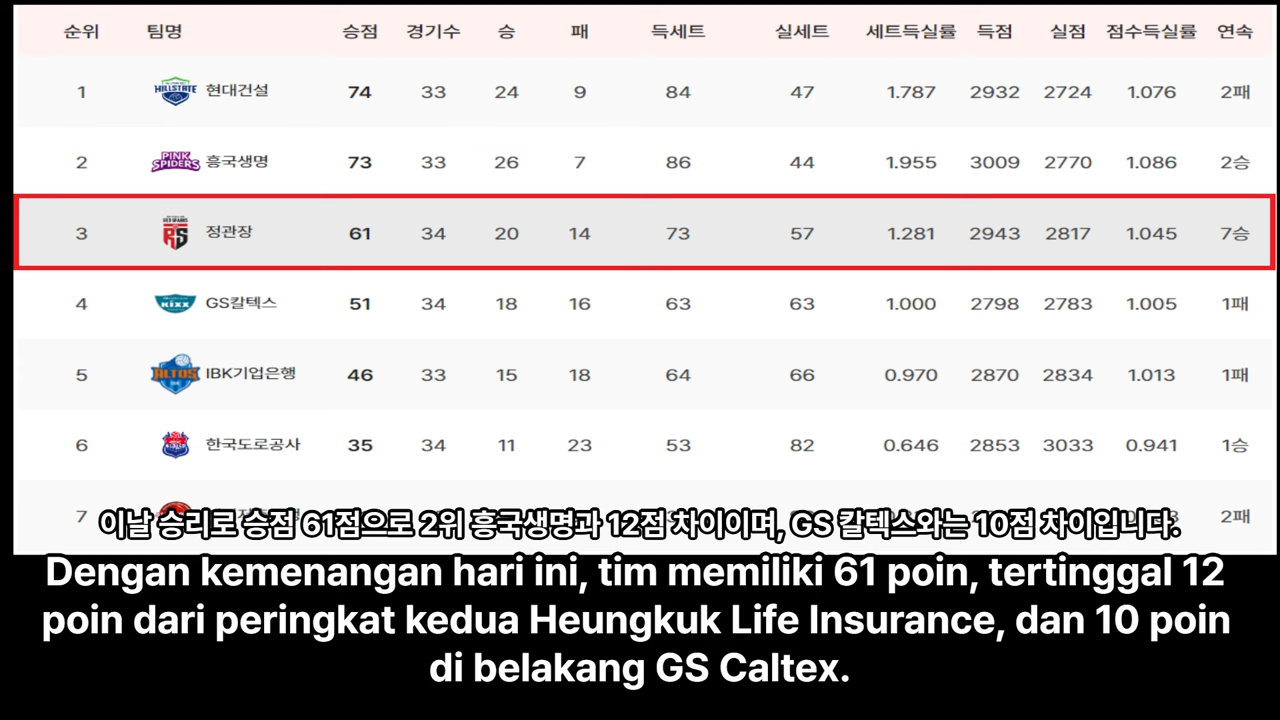 순위 팀명 승점 경기수 승 패 득세트 실세트 세트득실률 득점 실점 점수득실률 연속
1 HILLSTATE 현대건설 74 33 24 9 84 47 1.787 2932 2724 1.076 2패
2 PINK SPIDERS 흥국생명 73 33 26 7 86 44 1.955 3009 2770 1.086 2승
3 RS 정관장 61 34 20 14 73 57 1.281 2943 2817 1.045 7승
4 KIXX GS칼텍스 51 34 18 16 63 63 1.000 2798 2783 1.005 1패
5 ALTOS IBK기업은행 46 33 15 18 64 66 0.970 2870 2834 1.013 1패
6 한국도로공사 35 34 11 23 53 82 0.646 2853 3033 0.941 1승
7 2패
이날 승리로 승점 61점으로 2위 흥국생명과 12점 차이이며, GS 칼텍스와는 10점 차이입니다.
Dengan kemenangan hari ini, tim memiliki 61 poin, tertinggal 12
poin dari peringkat kedua Heungkuk Life Insurance, dan 10 poin
di belakang GS Caltex.